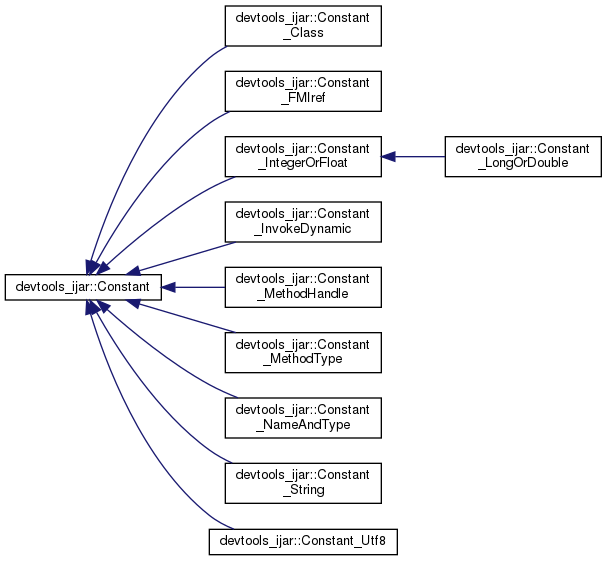 devtools_ijar::Constant
_Class
devtools_ijar::Constant
_FMIref
devtools_ijar::Constant
_IntegerOrFloat
devtools_ijar::Constant
_LongOrDouble
devtools_ijar::Constant
_InvokeDynamic
devtools_ijar::Constant
devtools_ijar::Constant
_MethodHandle
devtools_ijar::Constant
_MethodType
devtools_ijar::Constant
_NameAndType
devtools_ijar::Constant
_String
devtools_ijar::Constant_Utf8